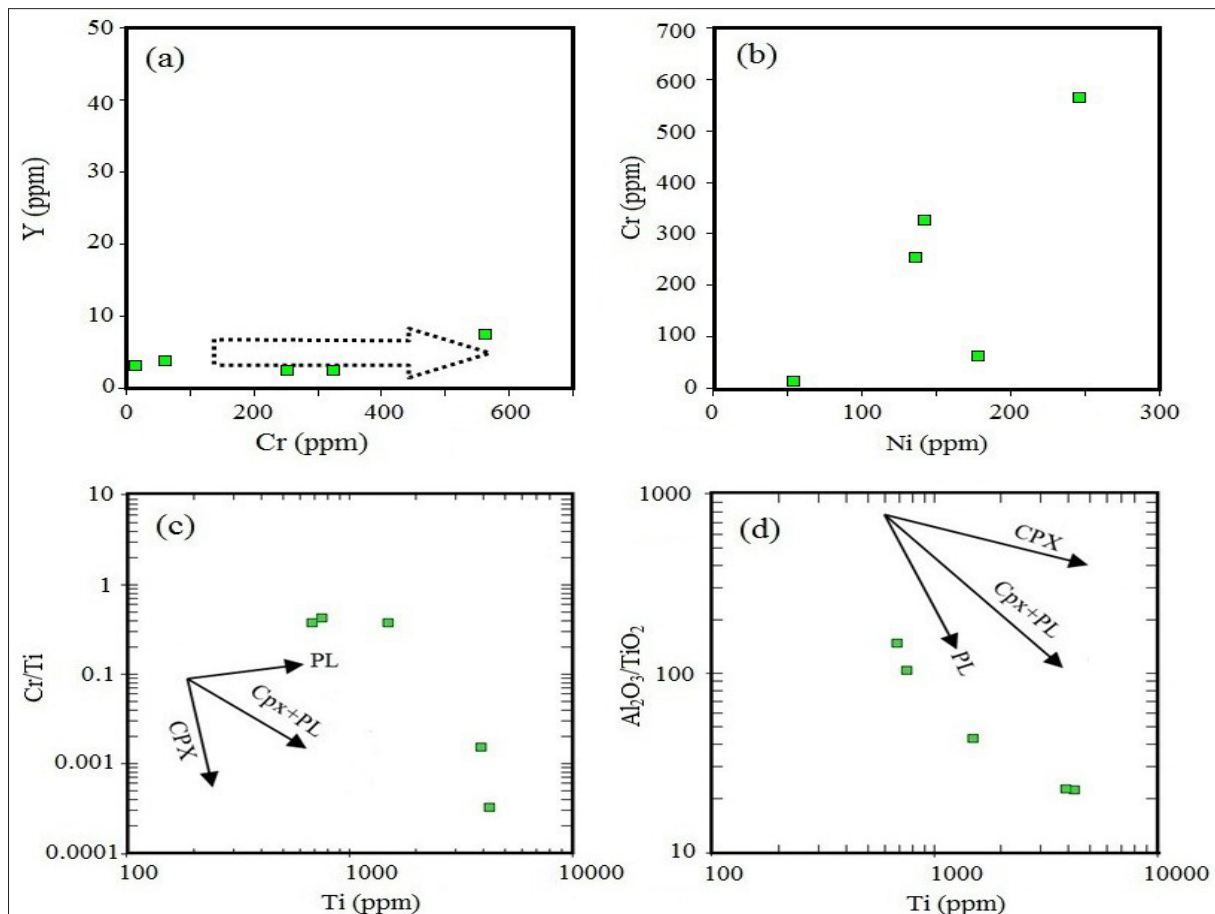 (a)
50
40
30
20
10
0
Y (ppm)
0 200 400 600
Cr (ppm)
(b)
700
600
500
400
300
200
100
0
Cr (ppm)
0 100 200 300
Ni (ppm)
(c)
10
1
0.1
0.001
0.0001
Cr/Ti
PL
Cpx+PL
CPX
100 1000 10000
Ti (ppm)
(d)
1000
100
10
Al₂O₃/TiO₂
CPX
Cpx+PL
PL
100 1000 10000
Ti (ppm)